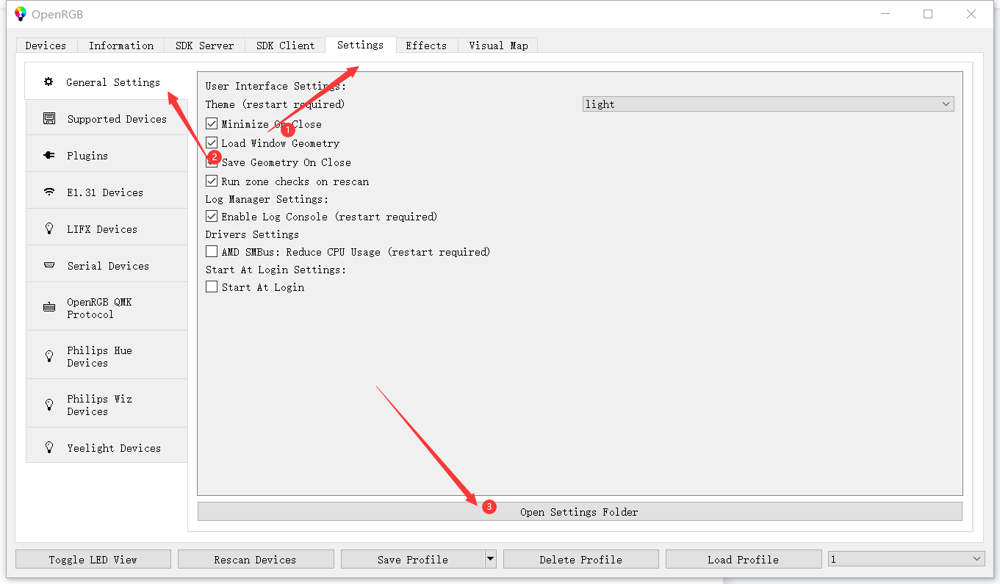 OpenRGB
Devices Information SDK Server SDK Client Settings Effects Visual Map
General Settings
Supported Devices
Plugins
E1.31 Devices
LIFX Devices
Serial Devices
OpenRGB QMK
Protocol
Philips Hue
Devices
Philips Wiz
Devices
Yeelight Devices
User Interface Settings:
Theme (restart required) light
Minimize On Close
1
Load Window Geometry
2
Save Geometry On Close
Run zone checks on rescan
Log Manager Settings:
Enable Log Console (restart required)
Drivers Settings
AMD SMBus: Reduce CPU Usage (restart required)
Start At Login Settings:
Start At Login
3
Open Settings Folder
Toggle LED View Rescan Devices Save Profile Delete Profile Load Profile 1